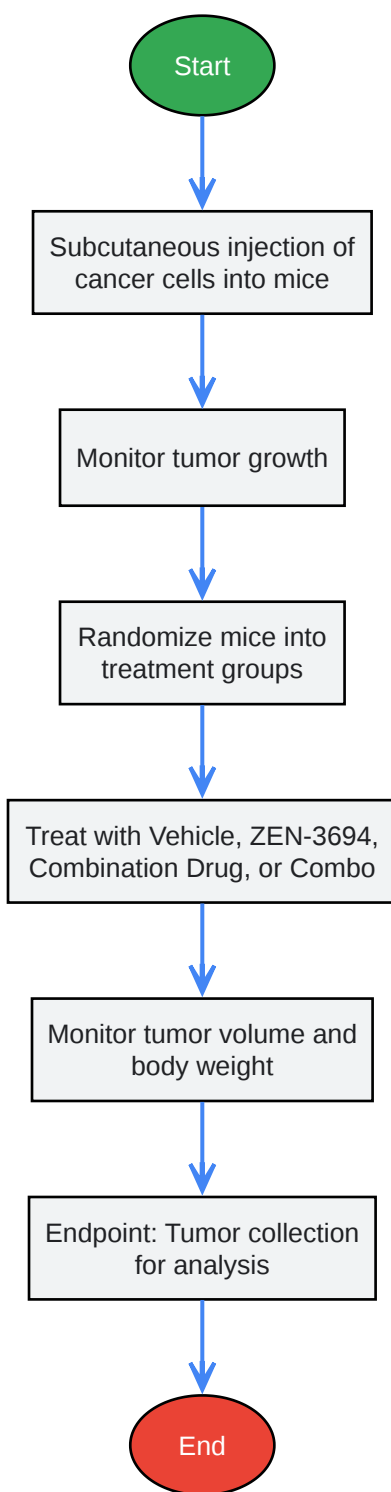 Start
Subcutaneous injection of
cancer cells into mice
Monitor tumor growth
Randomize mice into
treatment groups
Treat with Vehicle, ZEN-3694,
Combination Drug, or Combo
Monitor tumor volume and
body weight
Endpoint: Tumor collection
for analysis
End